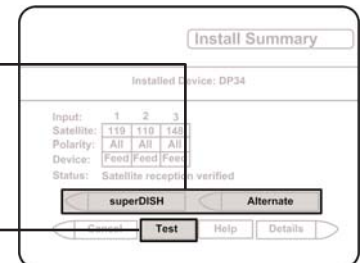 Install Summary
Installed Device: DP34
Input: 1 2 3
Satellite: 119 110 148
Polarity: All All All
Device: Feed Feed Feed
Status: Satellite reception verified
superDISH Alternate
Cancel Test Help Details